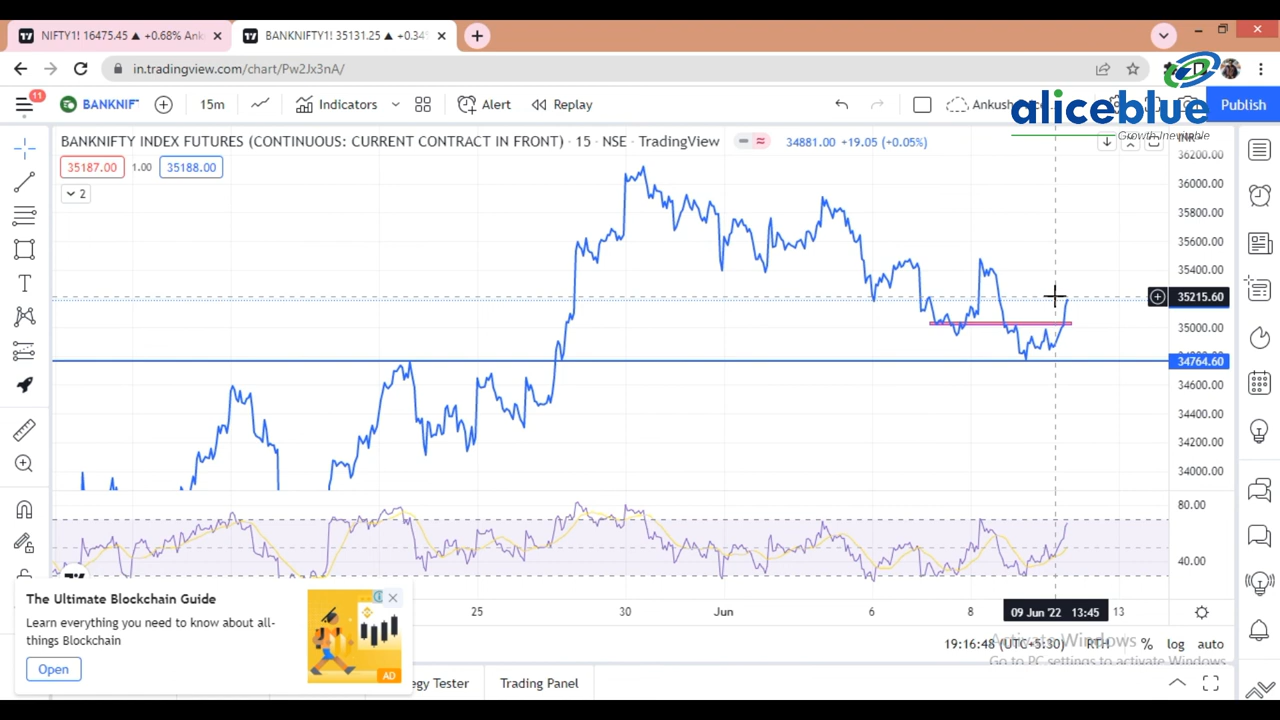 NIFTY1! 16475.45 ▲ +0.68% Ank
BANKNIFTY1! 35131.25 ▲ +0.34
in.tradingview.com/chart/Pw2Jx3nA/
11
BANKNIF
15m
Indicators
Alert
Replay
Ankush
Publish
aliceblue
Growth Inevitable
BANKNIFTY INDEX FUTURES (CONTINUOUS: CURRENT CONTRACT IN FRONT) · 15 · NSE · TradingView
34881.00 +19.05 (+0.05%)
INR
35187.00 1.00 35188.00
2
36200.00
36000.00
35800.00
35600.00
35400.00
35215.60
35000.00
34764.60
34600.00
34400.00
34200.00
34000.00
80.00
40.00
25 30 Jun 6 8 09 Jun '22 13:45 13
The Ultimate Blockchain Guide
Learn everything you need to know about all-
things Blockchain
Open
AD
19:16:48 (UTC+5:30) RTH % log auto
Activate Windows
Go to PC settings to activate Windows.
egy Tester
Trading Panel